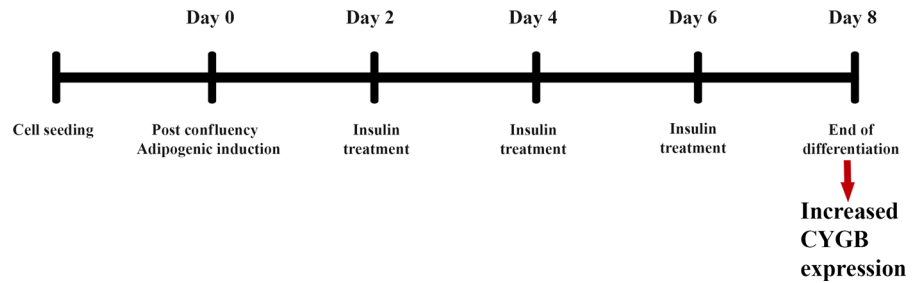 Day 0
Day 2
Day 4
Day 6
Day 8
Cell seeding
Post confluency
Adipogenic induction
Insulin
treatment
Insulin
treatment
Insulin
treatment
End of
differentiation
Increased
CYGB
expression